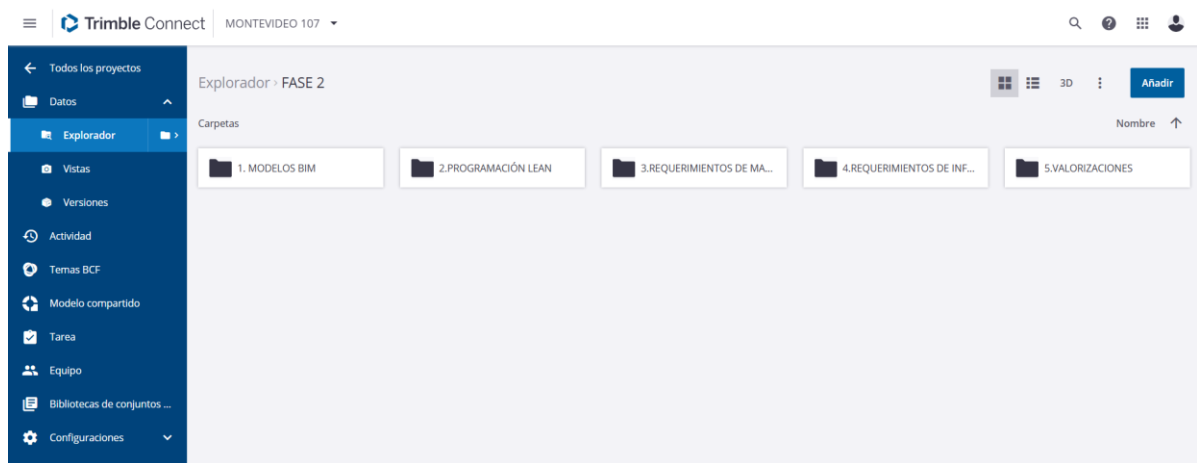 Trimble Connect
MONTEVIDEO 107
Todos los proyectos
Datos
Explorador
Vistas
Versiones
Actividad
Temas BCF
Modelo compartido
Tarea
Equipo
Bibliotecas de conjuntos ...
Configuraciones
Explorador › FASE 2
3D
Añadir
Carpetas
Nombre
1. MODELOS BIM
2.PROGRAMACIÓN LEAN
3.REQUERIMIENTOS DE MA...
4.REQUERIMIENTOS DE INF...
5.VALORIZACIONES